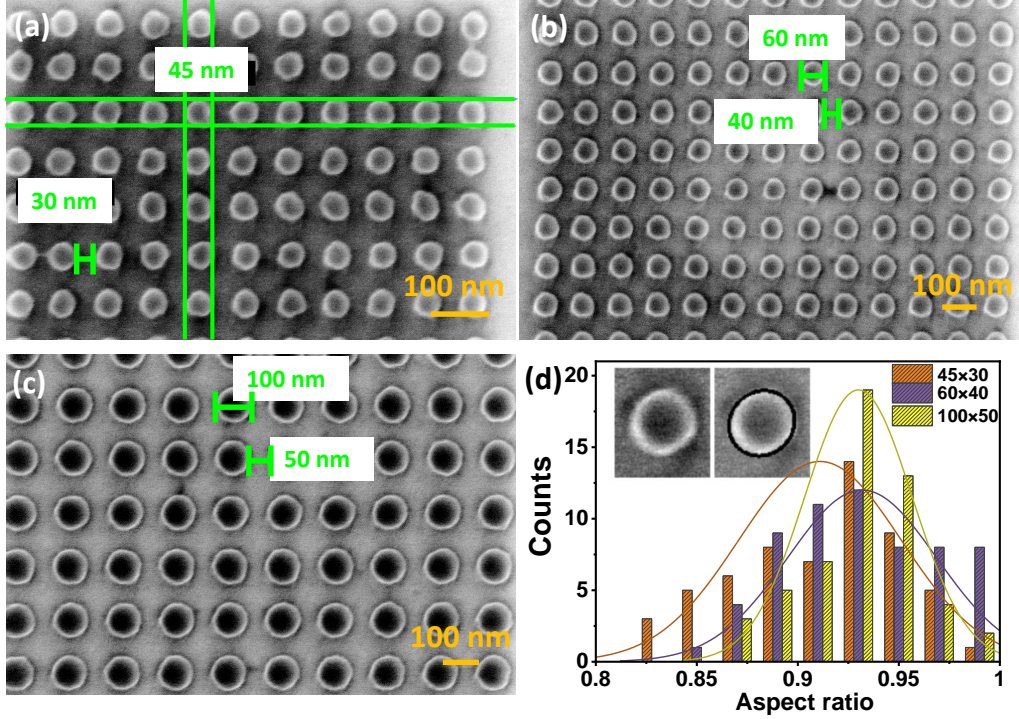 (a)
45 nm
30 nm
100 nm
(b)
60 nm
40 nm
100 nm
(c)
100 nm
50 nm
100 nm
(d)
45×30
60×40
100×50
20
15
10
5
0
Counts
0.8 0.85 0.9 0.95 1
Aspect ratio